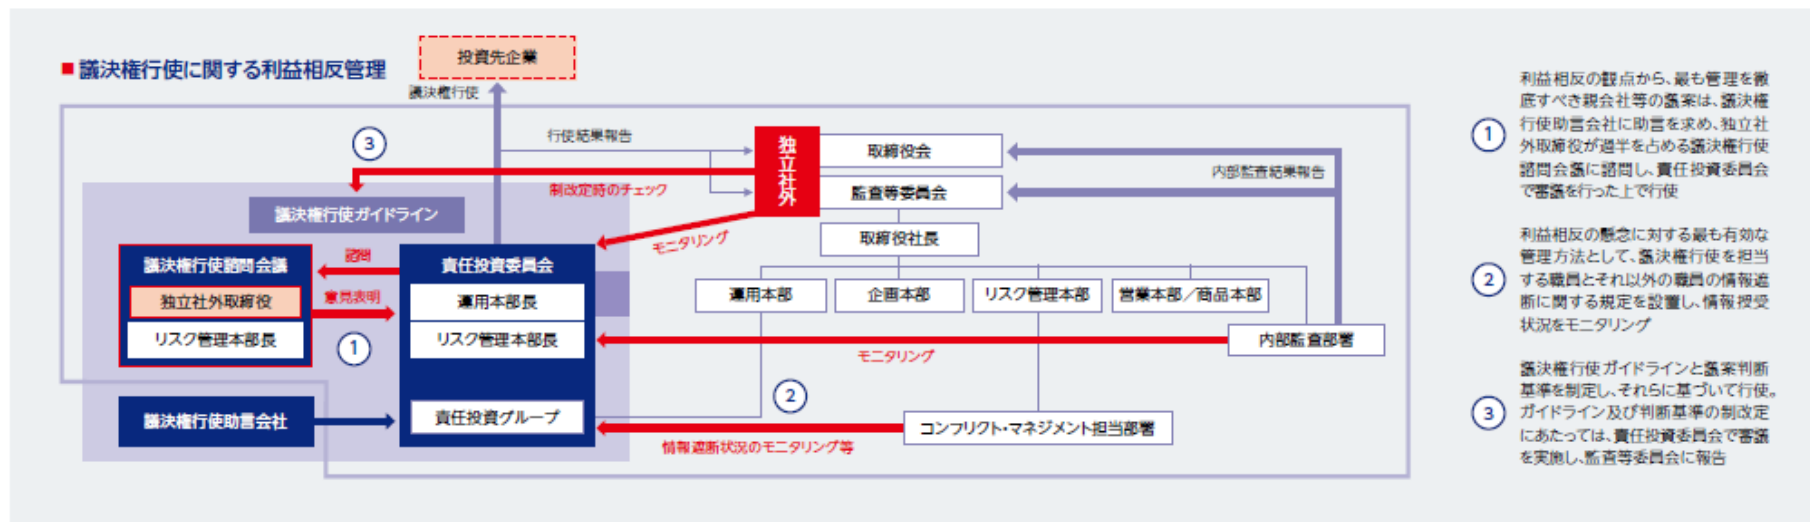 ■ 議決権行使に関する利益相反管理
投資先企業
議決権行使
③
行使結果報告
制改定時のチェック
独立社外
取締役会
監査等委員会
取締役社長
内部監査結果報告
議決権行使ガイドライン
モニタリング
議決権行使諮問会議
独立社外取締役
リスク管理本部長
諮問
意見表明
①
責任投資委員会
運用本部長
リスク管理本部長
責任投資グループ
議決権行使助言会社
運用本部
企画本部
リスク管理本部
営業本部／商品本部
内部監査部署
モニタリング
②
コンフリクト・マネジメント担当部署
情報遮断状況のモニタリング等
①
利益相反の観点から、最も管理を徹
底すべき親会社等の議案は、議決権
行使助言会社に助言を求め、独立社
外取締役が過半を占める議決権行使
諮問会議に諮問し、責任投資委員会
で審議を行った上で行使
②
利益相反の懸念に対する最も有効な
管理方法として、議決権行使を担当
する職員とそれ以外の職員の情報遮
断に関する規定を設置し、情報授受
状況をモニタリング
③
議決権行使ガイドラインと議案判断
基準を制定し、それらに基づいて行使。
ガイドライン及び判断基準の制改定
にあたっては、責任投資委員会で審議
を実施し、監査等委員会に報告